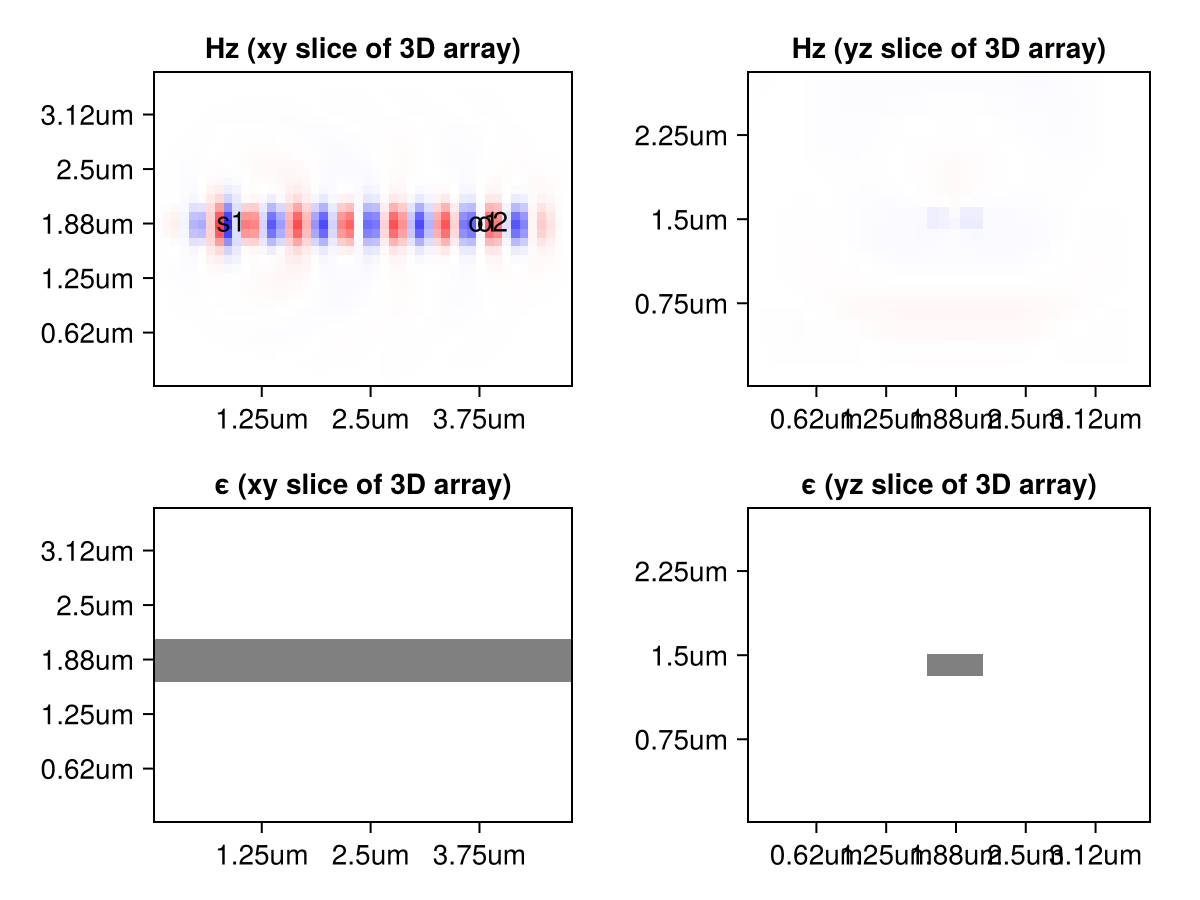 Hz (xy slice of 3D array)
3.12um
2.5um
1.88um
1.25um
0.62um
s1
o2
1.25um 2.5um 3.75um
Hz (yz slice of 3D array)
2.25um
1.5um
0.75um
0.62um 1.25um 1.88um 2.5um 3.12um
ϵ (xy slice of 3D array)
3.12um
2.5um
1.88um
1.25um
0.62um
1.25um 2.5um 3.75um
ϵ (yz slice of 3D array)
2.25um
1.5um
0.75um
0.62um 1.25um 1.88um 2.5um 3.12um